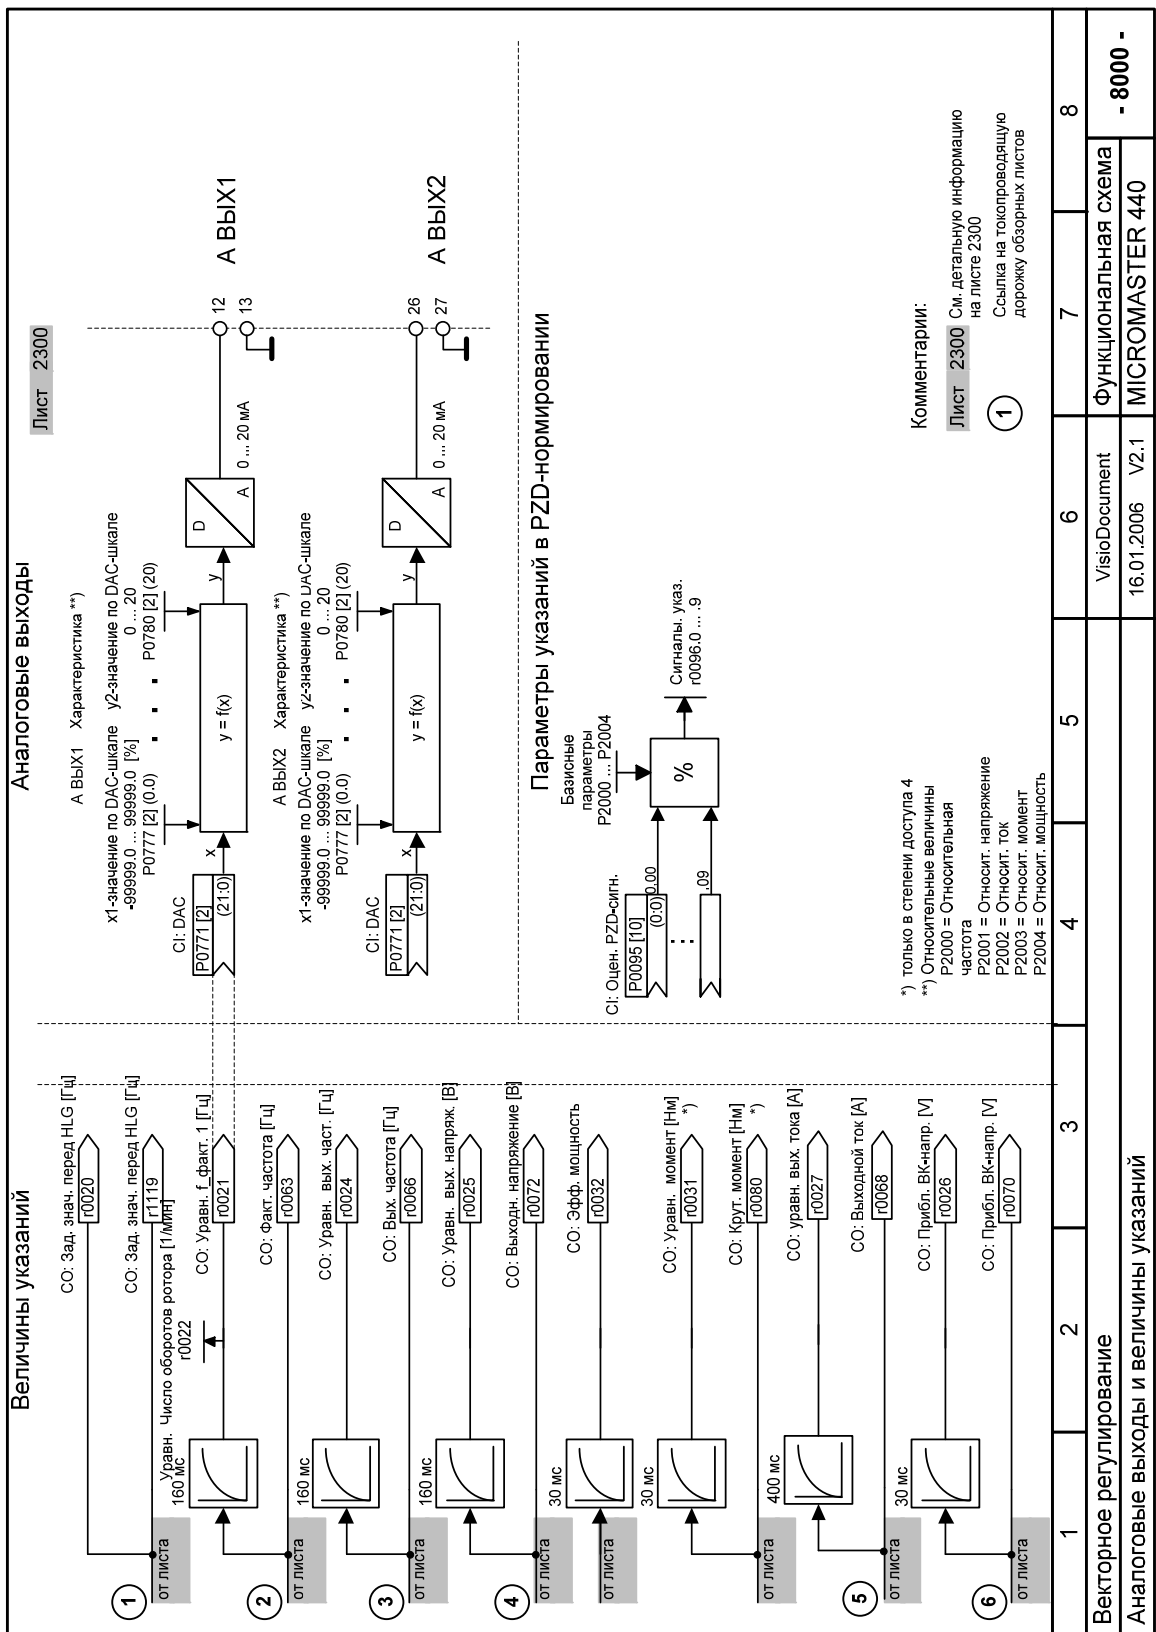 Величины указаний
CO: Зад. знач. перед HLG [Гц]
r0020
CO: Зад. знач. перед HLG [Гц]
r1119
1
от листа
Уравн. Число оборотов ротора [1/мин]
r0022
160 мс
CO: Уравн. f_факт. 1 [Гц]
r0021
2
от листа
CO: Факт. частота [Гц]
r0063
160 мс
CO: Уравн. вых. част. [Гц]
r0024
3
от листа
CO: Вых. частота [Гц]
r0066
160 мс
CO: Уравн. вых. напряж. [В]
r0025
4
от листа
CO: Выходн. напряжение [В]
r0072
30 мс
CO: Эфф. мощность
r0032
от листа
30 мс
CO: Уравн. момент [Нм]
*)
r0031
от листа
CO: Крут. момент [Нм]
*)
r0080
400 мс
CO: уравн. вых. тока [А]
r0027
5
от листа
CO: Выходной ток [А]
r0068
30 мс
CO: Прибл. ВК-напр. [V]
r0026
6
от листа
CO: Прибл. ВК-напр. [V]
r0070
Аналоговые выходы
Лист 2300
А ВЫХ1 Характеристика **)
x1-значение по DAC-шкале y2-значение по DAC-шкале
-99999.0 ... 99999.0 [%] 0 ... 20
P0777 [2] (0.0) P0780 [2] (20)
CI: DAC
P0771 [2]
(21:0)
x
y = f(x)
y
D
A
0 ... 20 мА
12
13
А ВЫХ1
А ВЫХ2 Характеристика **)
x1-значение по DAC-шкале y2-значение по DAC-шкале
-99999.0 ... 99999.0 [%] 0 ... 20
P0777 [2] (0.0) P0780 [2] (20)
CI: DAC
P0771 [2]
(21:0)
x
y = f(x)
y
D
A
0 ... 20 мА
26
27
А ВЫХ2
Параметры указаний в PZD-нормировании
Базисные
параметры
P2000 ... P2004
CI: Оцен. PZD-сигн.
P0095 [10]
(0:0)
0.00
.09
%
Сигналы. указ.
r0096.0 ... .9
*) только в степени доступа 4
**) Относительные величины
P2000 = Относительная
частота
P2001 = Относит. напряжение
P2002 = Относит. ток
P2003 = Относит. момент
P2004 = Относит. мощность
Комментарии:
Лист 2300 См. детальную информацию
на листе 2300
1 Ссылка на токопроводящую
дорожку обзорных листов
1 2 3 4 5 6 7 8
Векторное регулирование
Аналоговые выходы и величины указаний
VisioDocument
16.01.2006 V2.1
Функциональная схема
MICROMASTER 440
- 8000 -